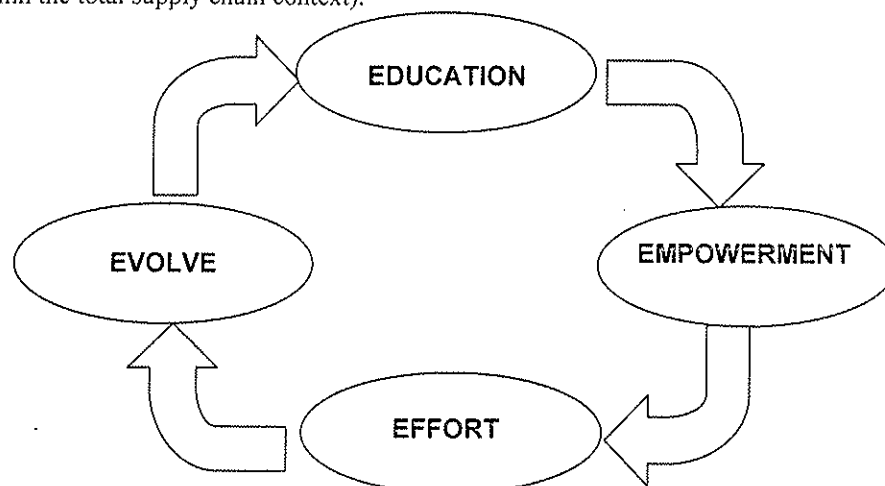 the total supply chain context).
EDUCATION
EVOLVE
EMPOWERMENT
EFFORT